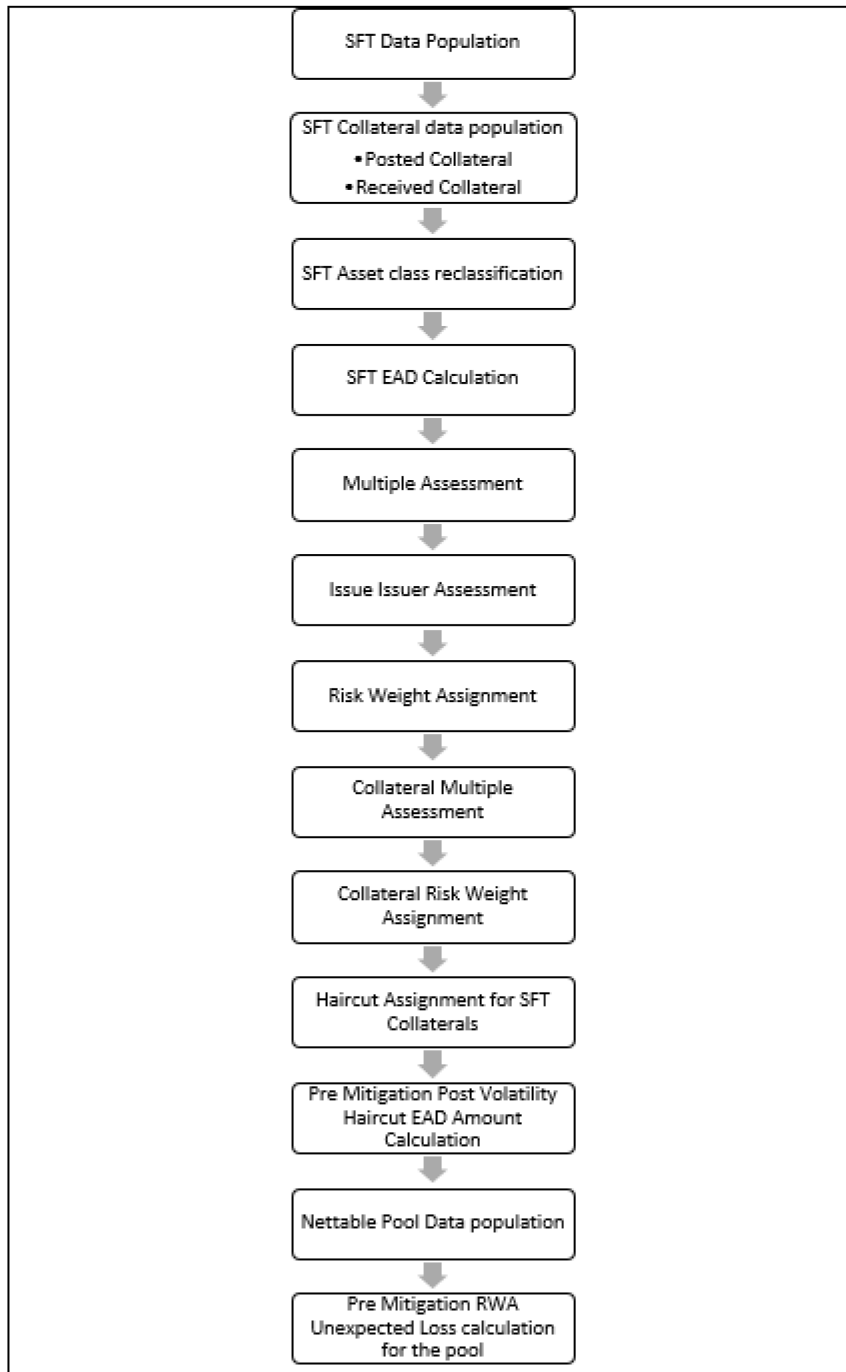 SFT Data Population
SFT Collateral data population
•Posted Collateral
•Received Collateral
SFT Asset class reclassification
SFT EAD Calculation
Multiple Assessment
Issue Issuer Assessment
Risk Weight Assignment
Collateral Multiple
Assessment
Collateral Risk Weight
Assignment
Haircut Assignment for SFT
Collaterals
Pre Mitigation Post Volatility
Haircut EAD Amount
Calculation
Nettable Pool Data population
Pre Mitigation RWA
Unexpected Loss calculation
for the pool